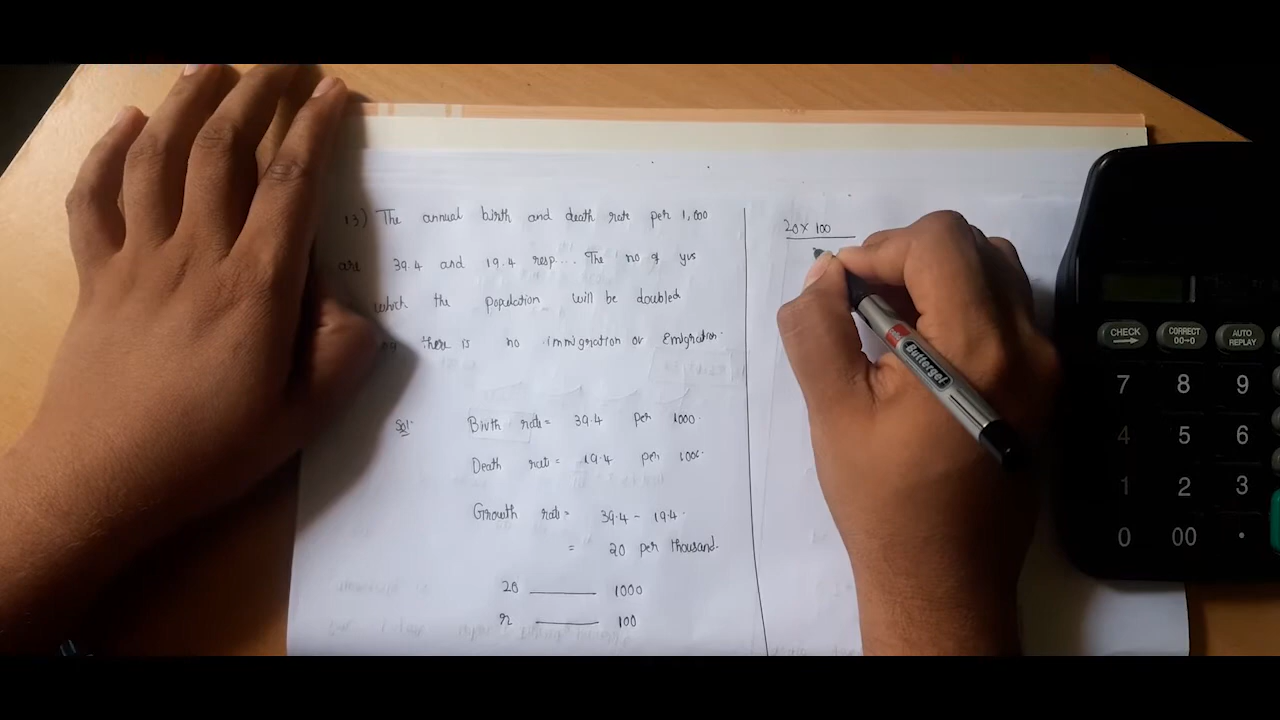 13) The annual birth and death rate per 1,000
are 39.4 and 19.4 resp... The no of yrs
which the population will be doubled
there is no immigration or Emigration.
Sol:
Birth rate = 39.4 per 1000.
Death rate = 19.4 per 1000.
Growth rate = 39.4 - 19.4.
= 20 per thousand.
20 ——— 1000
r ——— 100
20 × 100
Buttergel
CHECK
CORRECT
00→0
AUTO
REPLAY
7 8 9
4 5 6
1 2 3
0 00 .